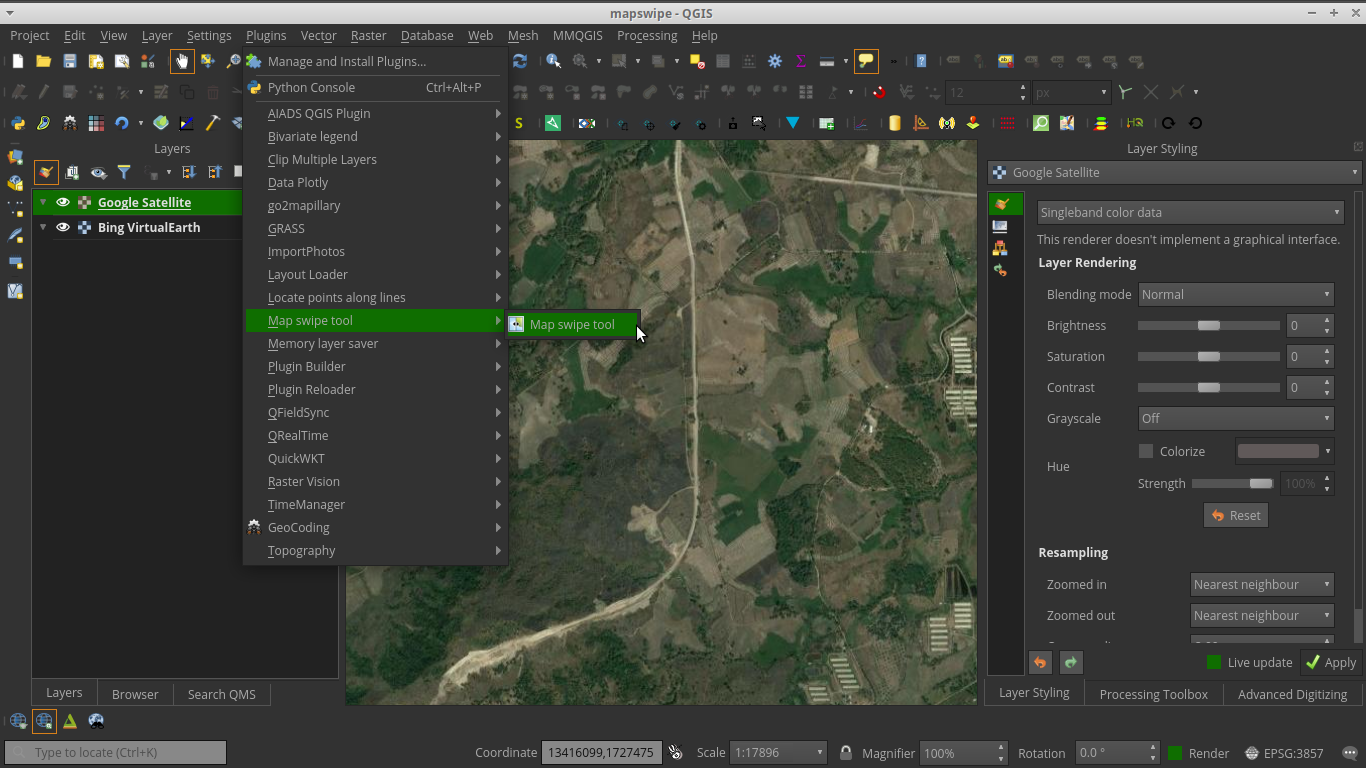 mapswipe - QGIS
Project Edit View Layer Settings Plugins Vector Raster Database Web Mesh MMQGIS Processing Help
Manage and Install Plugins...
Python Console Ctrl+Alt+P
AIADS QGIS Plugin
Bivariate legend
Clip Multiple Layers
Data Plotly
go2mapillary
GRASS
ImportPhotos
Layout Loader
Locate points along lines
Map swipe tool
Map swipe tool
Memory layer saver
Plugin Builder
Plugin Reloader
QFieldSync
QRealTime
QuickWKT
Raster Vision
TimeManager
GeoCoding
Topography
12 px
S
Layers
Google Satellite
Bing VirtualEarth
Layers Browser Search QMS
Layer Styling
Google Satellite
Singleband color data
This renderer doesn't implement a graphical interface.
Layer Rendering
Blending mode Normal
Brightness 0
Saturation 0
Contrast 0
Grayscale Off
Hue Colorize
Strength 100%
Reset
Resampling
Zoomed in Nearest neighbour
Zoomed out Nearest neighbour
Live update Apply
Layer Styling Processing Toolbox Advanced Digitizing
Type to locate (Ctrl+K) Coordinate 13416099,1727475 Scale 1:17896 Magnifier 100% Rotation 0.0 ° Render EPSG:3857